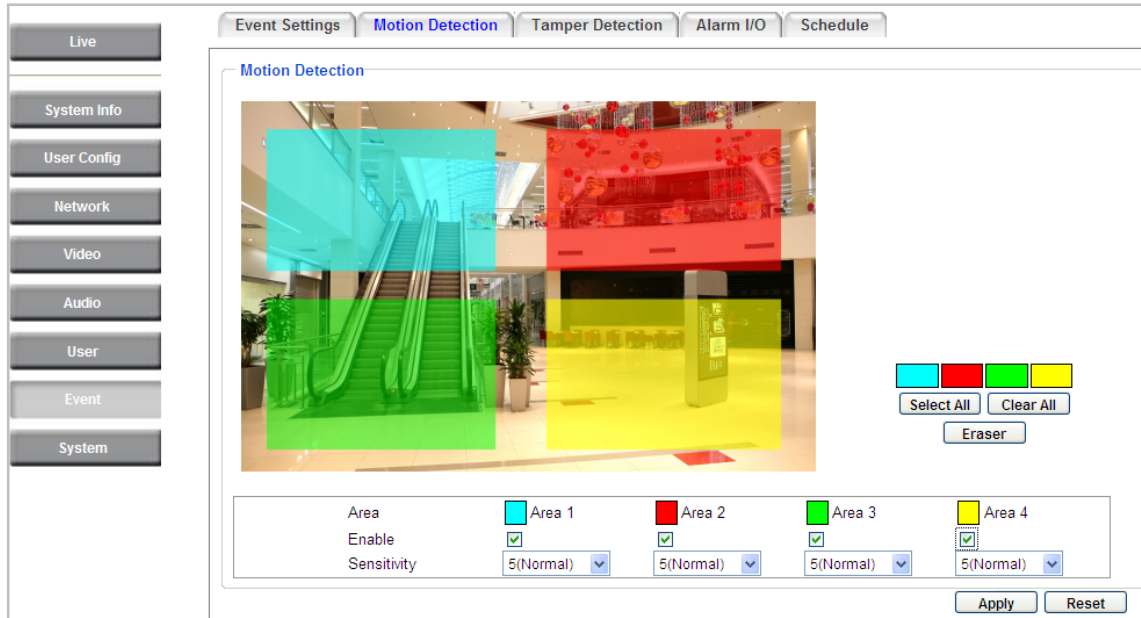 Live
System Info
User Config
Network
Video
Audio
User
Event
System
Event Settings Motion Detection Tamper Detection Alarm I/O Schedule
Motion Detection
Select All Clear All
Eraser
Area Area 1 Area 2 Area 3 Area 4
Enable
Sensitivity 5(Normal) 5(Normal) 5(Normal) 5(Normal)
Apply Reset